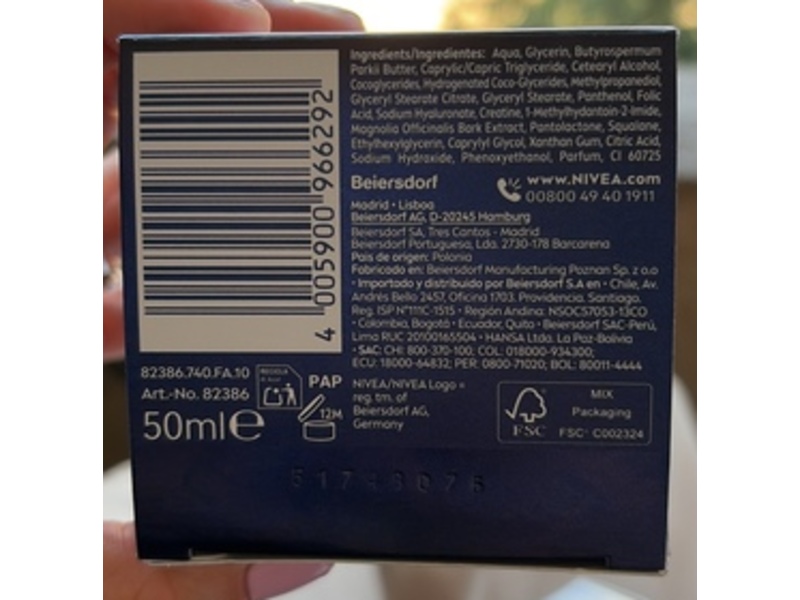 Ingredients/Ingredientes: Aqua, Glycerin, Butyrospermum
Parkii Butter, Caprylic/Capric Triglyceride, Cetearyl Alcohol,
Cocoglycerides, Hydrogenated Coco-Glycerides, Methylpropanediol,
Glyceryl Stearate Citrate, Glyceryl Stearate, Panthenol, Folic
Acid, Sodium Hyaluronate, Creatine, 1-Methylhydantoin-2-Imide,
Magnolia Officinalis Bark Extract, Pantolactone, Squalane,
Ethylhexylglycerin, Caprylyl Glycol, Xanthan Gum, Citric Acid,
Sodium Hydroxide, Phenoxyethanol, Parfum, CI 60725
4 005900 966292
Beiersdorf
www.NIVEA.com
00800 49 40 1911
Madrid • Lisboa
Beiersdorf AG, D-20245 Hamburg
Beiersdorf SA, Tres Cantos - Madrid
Beiersdorf Portuguesa, Lda. 2730-178 Barcarena
País de origen: Polonia
Fabricado en: Beiersdorf Manufacturing Poznan Sp. z o.o
• Importado y distribuido por Beiersdorf S.A en • Chile, Av.
Andrés Bello 2457, Oficina 1703. Providencia. Santiago.
Reg. ISP N°111C-1515 • Región Andina: NSOC57053-13CO
• Colombia, Bogotá • Ecuador, Quito • Beiersdorf SAC-Perú,
Lima RUC 20100165504 • HANSA Ltda. La Paz-Bolivia
• SAC: CHI: 800-370-100; COL: 018000-934300;
ECU: 18000-64832; PER: 0800-71020; BOL: 80011-4444
82386.740.FA.10
Art.-No. 82386
50ml e
RECICLA
PAP
12M
NIVEA/NIVEA Logo =
reg. tm. of
Beiersdorf AG,
Germany
FSC
MIX
Packaging
FSC® C002324